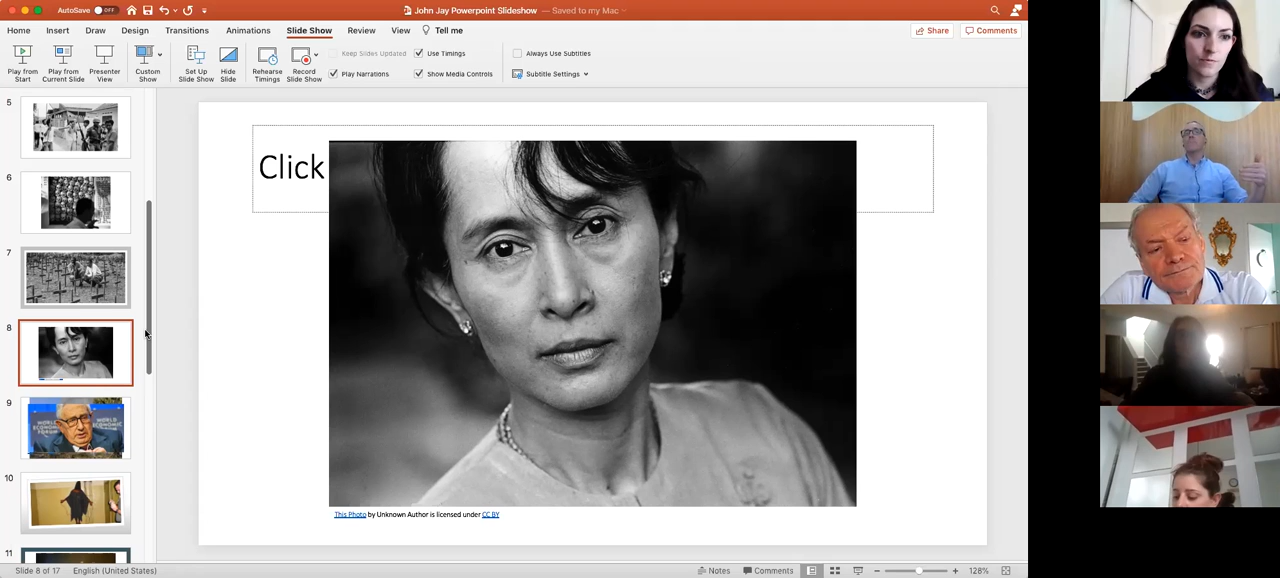 AutoSave OFF
John Jay Powerpoint Slideshow — Saved to my Mac
Home Insert Draw Design Transitions Animations Slide Show Review View Tell me
Share Comments
Play from Start
Play from Current Slide
Presenter View
Custom Show
Set Up Slide Show
Hide Slide
Rehearse Timings
Record Slide Show
Keep Slides Updated
Play Narrations
Use Timings
Show Media Controls
Always Use Subtitles
Subtitle Settings
5
6
7
8
9
10
11
WORLD ECONOMIC FORUM
Click
This Photo by Unknown Author is licensed under CC BY
Slide 8 of 17 English (United States)
Notes Comments 128%